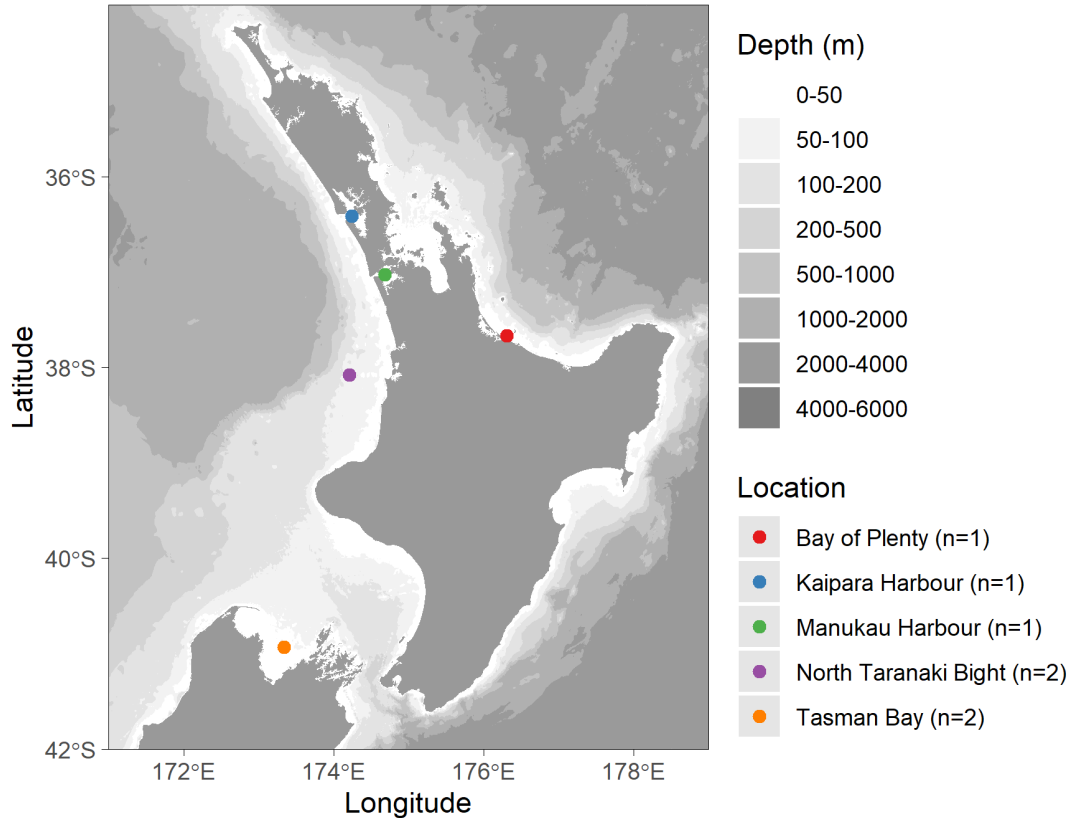 36°S
38°S
40°S
42°S
Latitude
172°E
174°E
176°E
178°E
Longitude
Depth (m)
0-50
50-100
100-200
200-500
500-1000
1000-2000
2000-4000
4000-6000
Location
Bay of Plenty (n=1)
Kaipara Harbour (n=1)
Manukau Harbour (n=1)
North Taranaki Bight (n=2)
Tasman Bay (n=2)